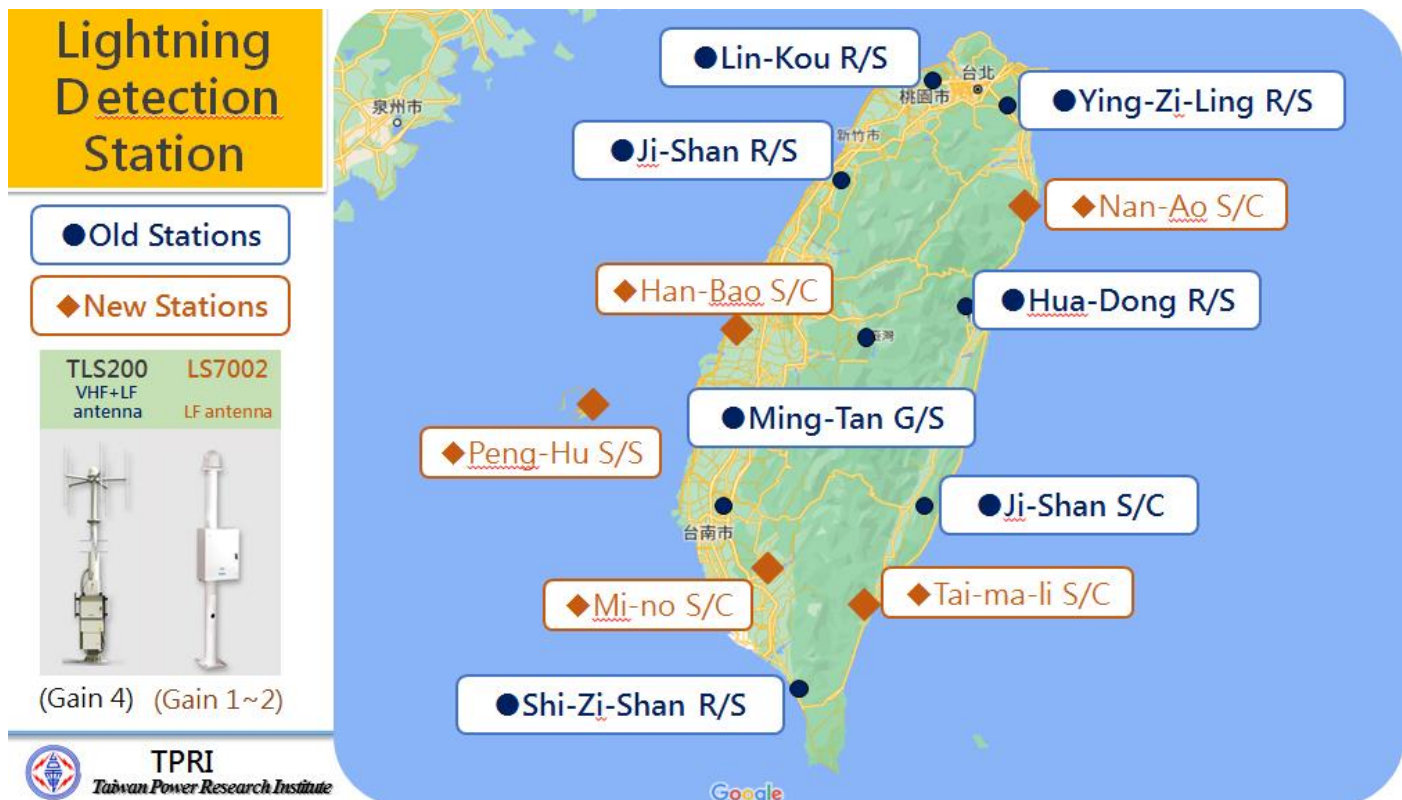 Lightning
Detection
Station
●Old Stations
◆New Stations
TLS200
VHF+LF
antenna
LS7002
LF antenna
(Gain 4)
(Gain 1~2)
TPRI
Taiwan Power Research Institute
●Lin-Kou R/S
台北
桃園市
●Ying-Zi-Ling R/S
泉州市
新竹市
●Ji-Shan R/S
◆Nan-Ao S/C
◆Han-Bao S/C
●Hua-Dong R/S
臺灣
●Ming-Tan G/S
◆Peng-Hu S/S
●Ji-Shan S/C
台南市
◆Mi-no S/C
◆Tai-ma-li S/C
●Shi-Zi-Shan R/S
Google